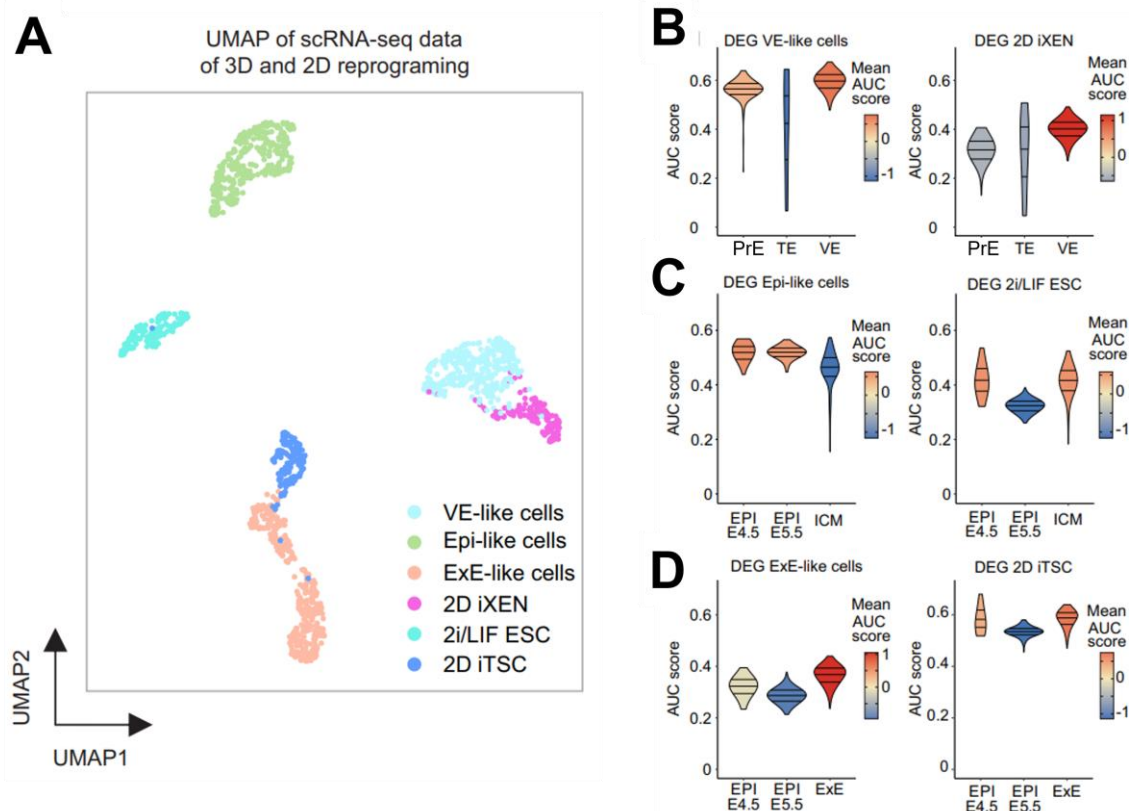 A
UMAP of scRNA-seq data
of 3D and 2D reprograming
VE-like cells
Epi-like cells
ExE-like cells
2D iXEN
2i/LIF ESC
2D iTSC
UMAP2
UMAP1
B
DEG VE-like cells
AUC score
0.6
0.4
0.2
0
PrE TE VE
Mean
AUC
score
0
-1
DEG 2D iXEN
AUC score
0.6
0.4
0.2
0
PrE TE VE
Mean
AUC
score
1
0
C
DEG Epi-like cells
AUC score
0.6
0.4
0.2
0
EPI EPI ICM
E4.5 E5.5
Mean
AUC
score
0
-1
DEG 2i/LIF ESC
AUC score
0.6
0.4
0.2
0
EPI EPI ICM
E4.5 E5.5
Mean
AUC
score
0
-1
D
DEG ExE-like cells
AUC score
0.6
0.4
0.2
0
EPI EPI ExE
E4.5 E5.5
Mean
AUC
score
1
0
DEG 2D iTSC
AUC score
0.6
0.4
0.2
0
EPI EPI ExE
E4.5 E5.5
Mean
AUC
score
0
-1